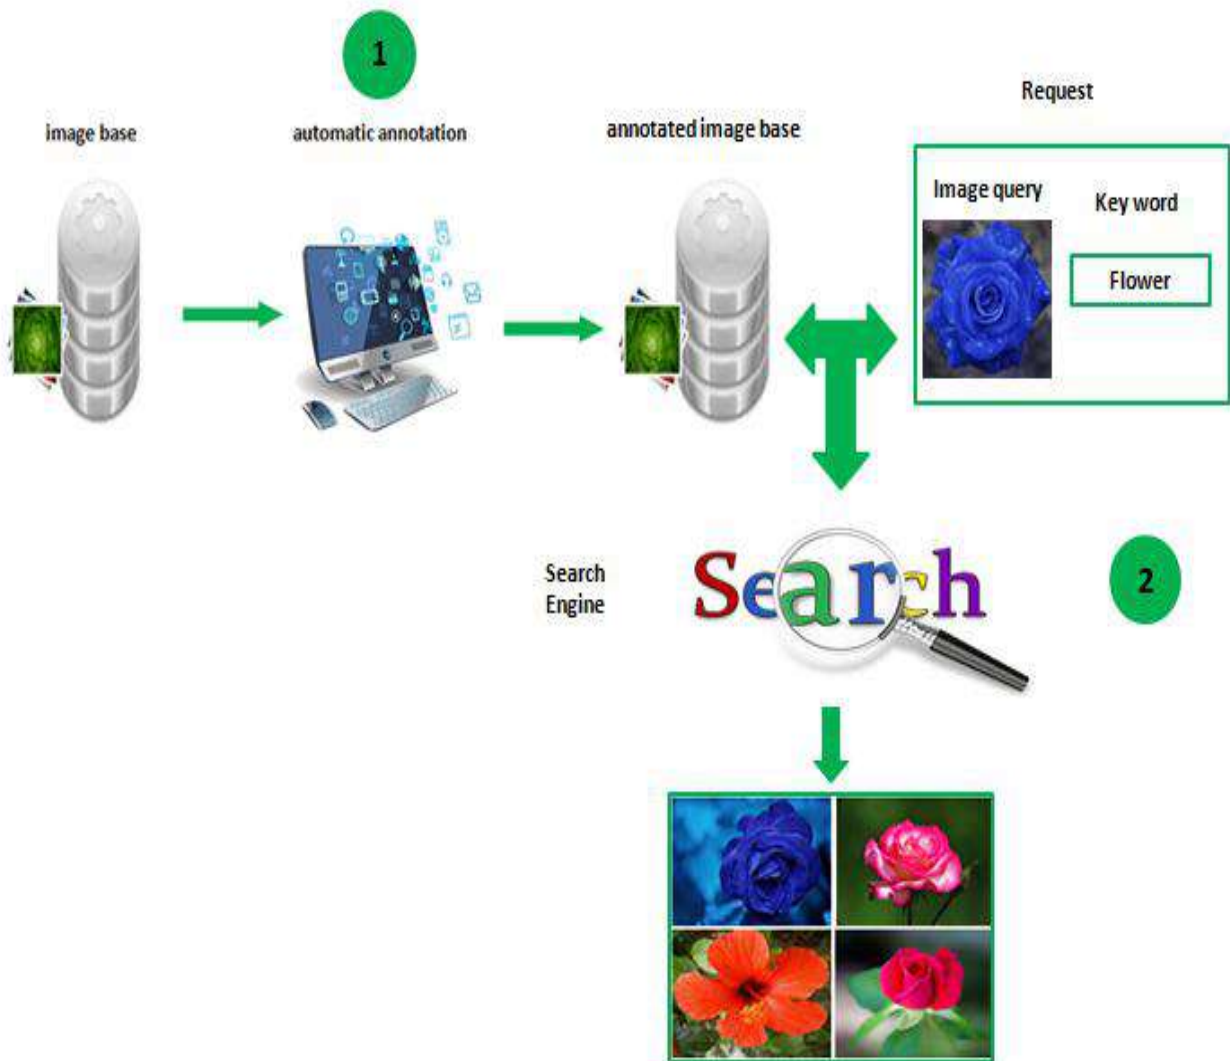 1
image base
automatic annotation
annotated image base
Request
Image query
Key word
Flower
Search
Engine
Search
2